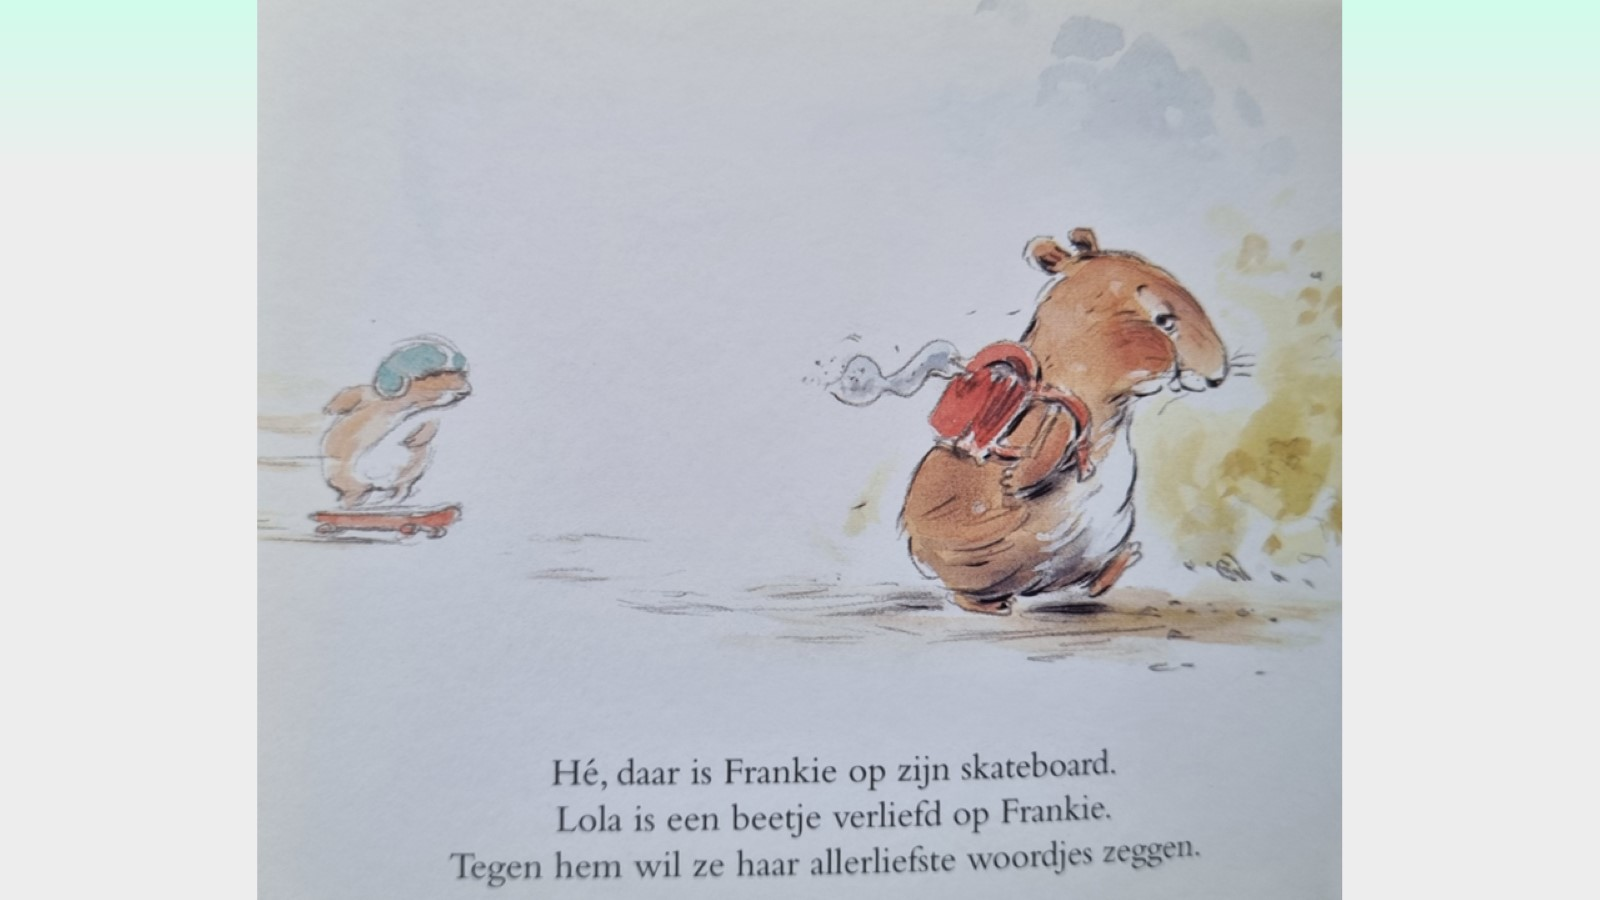 Hé, daar is Frankie op zijn skateboard.
Lola is een beetje verliefd op Frankie.
Tegen hem wil ze haar allerliefste woordjes zeggen.